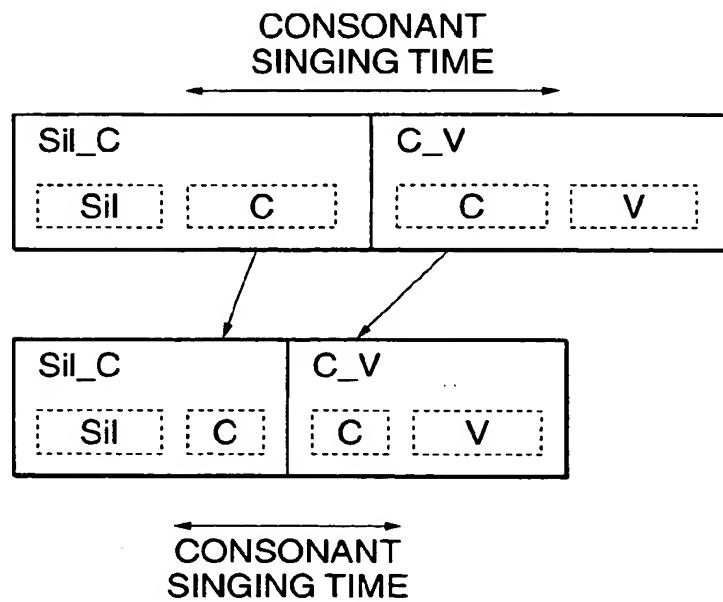 CONSONANT
SINGING TIME
Sil_C C_V
Sil C C V
Sil_C C_V
Sil C C V
CONSONANT
SINGING TIME